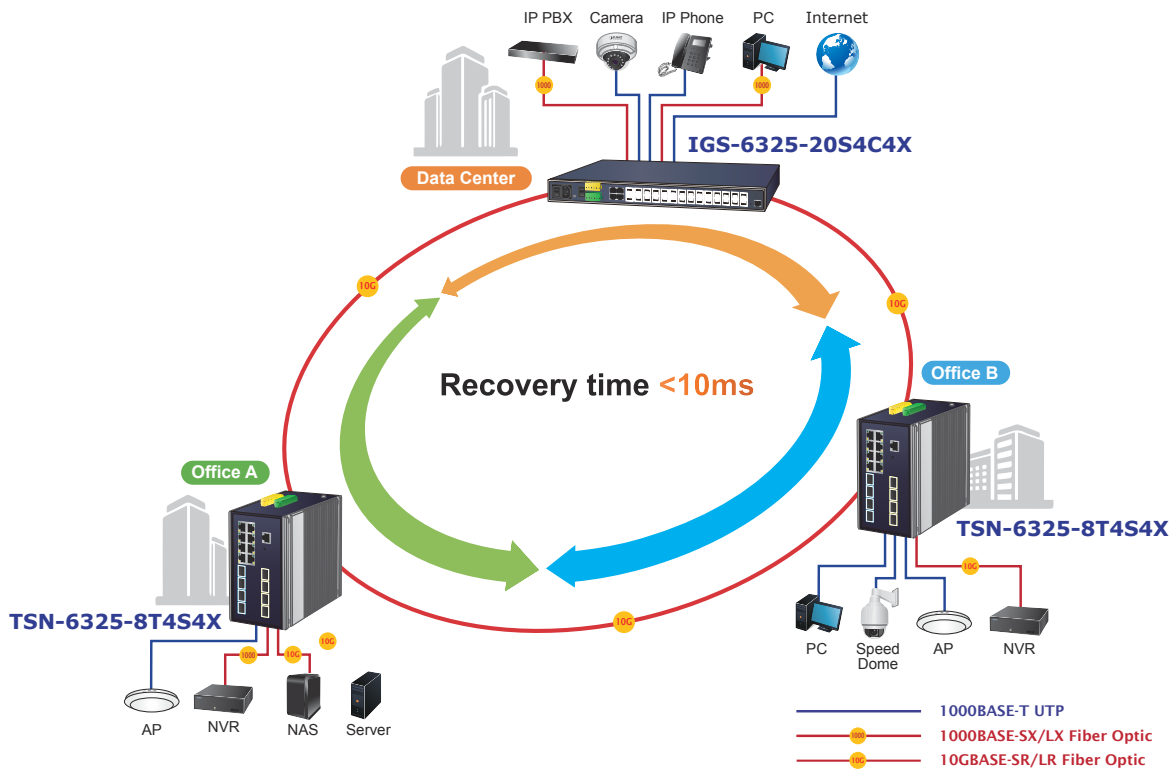 IP PBX
Camera
IP Phone
PC
Internet
1000
1000
IGS-6325-20S4C4X
Data Center
10G
10G
Recovery time <10ms
Office B
Office A
TSN-6325-8T4S4X
TSN-6325-8T4S4X
10G
10G
10G
1000
10G
PC
Speed
Dome
AP
NVR
AP
NVR
NAS
Server
1000BASE-T UTP
1000
1000BASE-SX/LX Fiber Optic
10G
10GBASE-SR/LR Fiber Optic